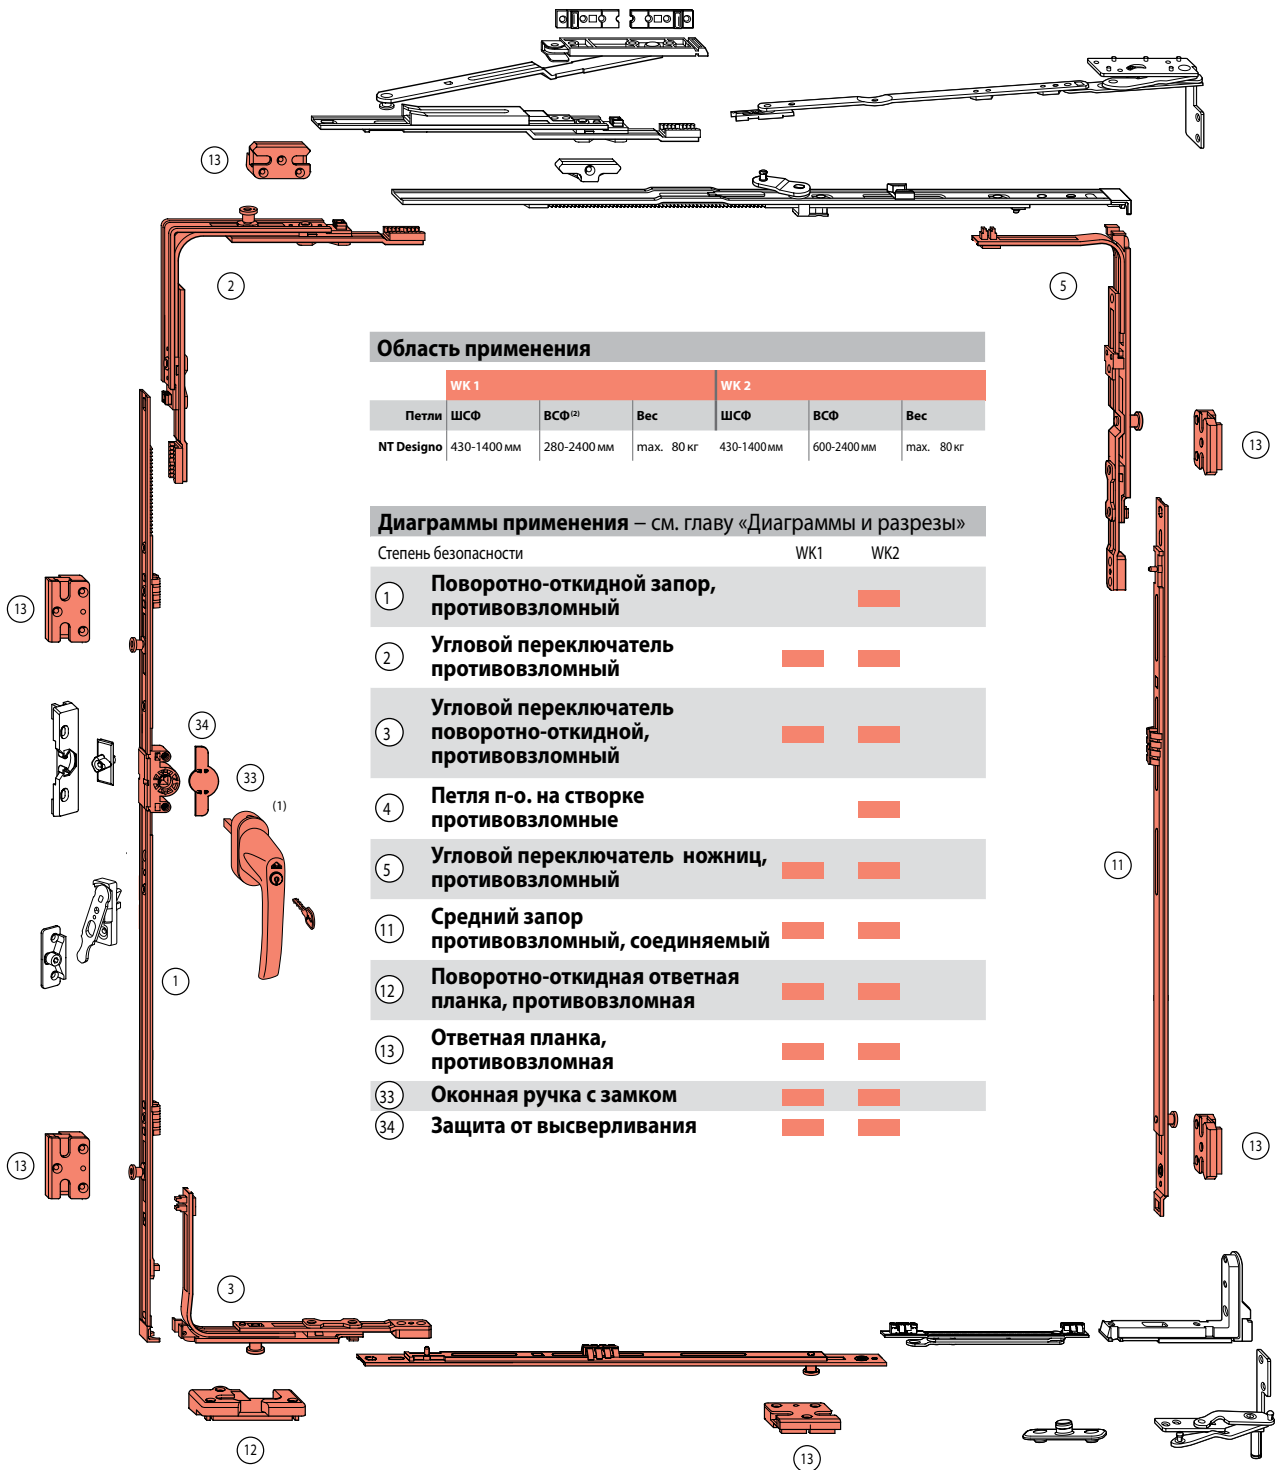 13
2
5
Область применения
WK 1 WK 2
Петли ШСФ ВСФ(2) Вес ШСФ ВСФ Вес
NT Designo 430-1400 мм 280-2400 мм max. 80 кг 430-1400 мм 600-2400 мм max. 80 кг
13
Диаграммы применения – см. главу «Диаграммы и разрезы»
Степень безопасности WK1 WK2
1 Поворотно-откидной запор,
противовзломный
13
2 Угловой переключатель
противовзломный
3 Угловой переключатель
поворотно-откидной,
противовзломный
34
33
(1)
4 Петля п-о. на створке
противовзломные
5 Угловой переключатель ножниц,
противовзломный
11
11 Средний запор
противовзломный, соединяемый
1
12 Поворотно-откидная ответная
планка, противовзломная
13 Ответная планка,
противовзломная
33 Оконная ручка с замком
34 Защита от высверливания
13
13
3
12
13